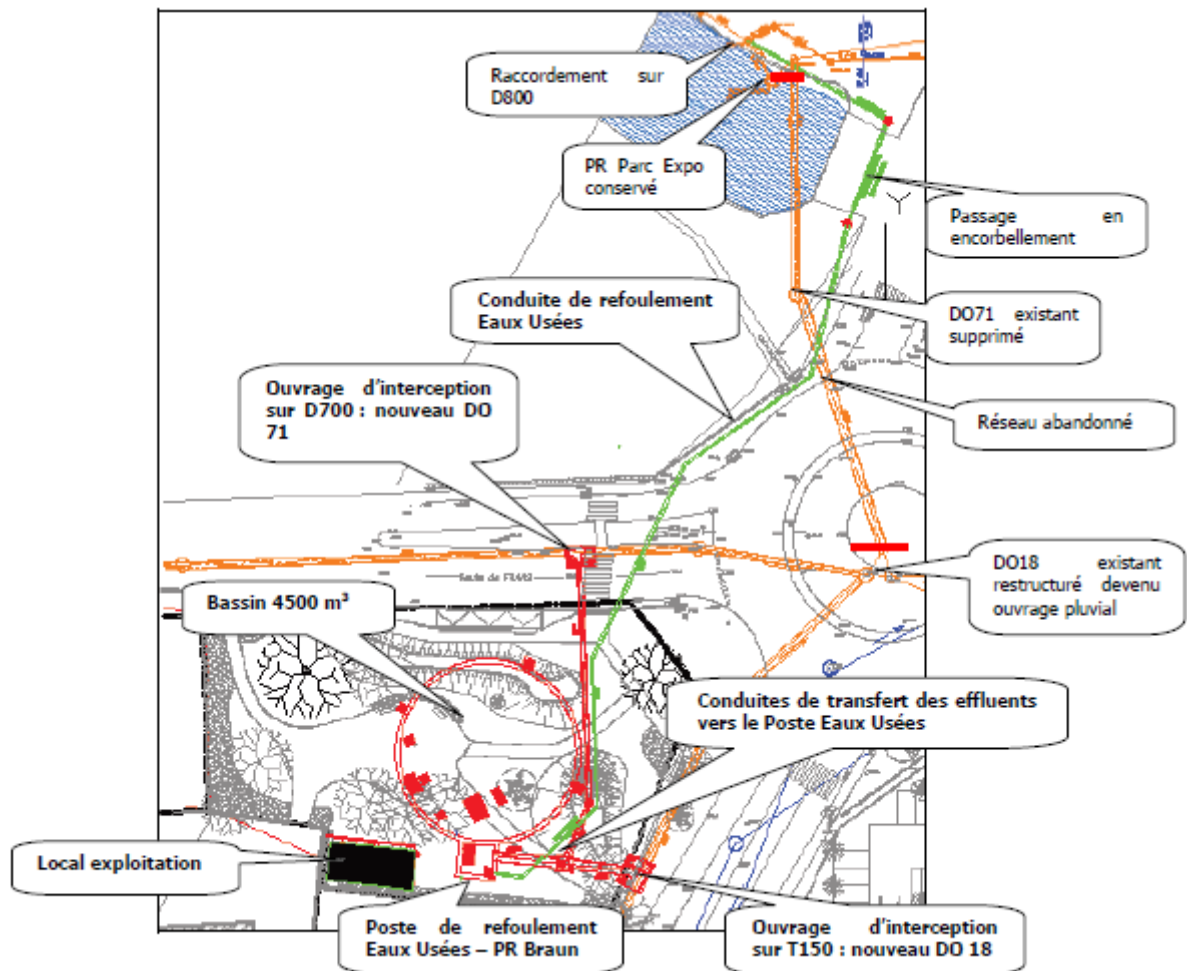 Raccordement sur
D800
PR Parc Expo
conservé
Passage en
encorbellement
Conduite de refoulement
Eaux Usées
DO71 existant
supprimé
Ouvrage d'interception
sur D700 : nouveau DO
71
Réseau abandonné
DO18 existant
restructuré devenu
ouvrage pluvial
Bassin 4500 m³
Conduites de transfert des effluents
vers le Poste Eaux Usées
Local exploitation
Poste de refoulement
Eaux Usées – PR Braun
Ouvrage d'interception
sur T150 : nouveau DO 18